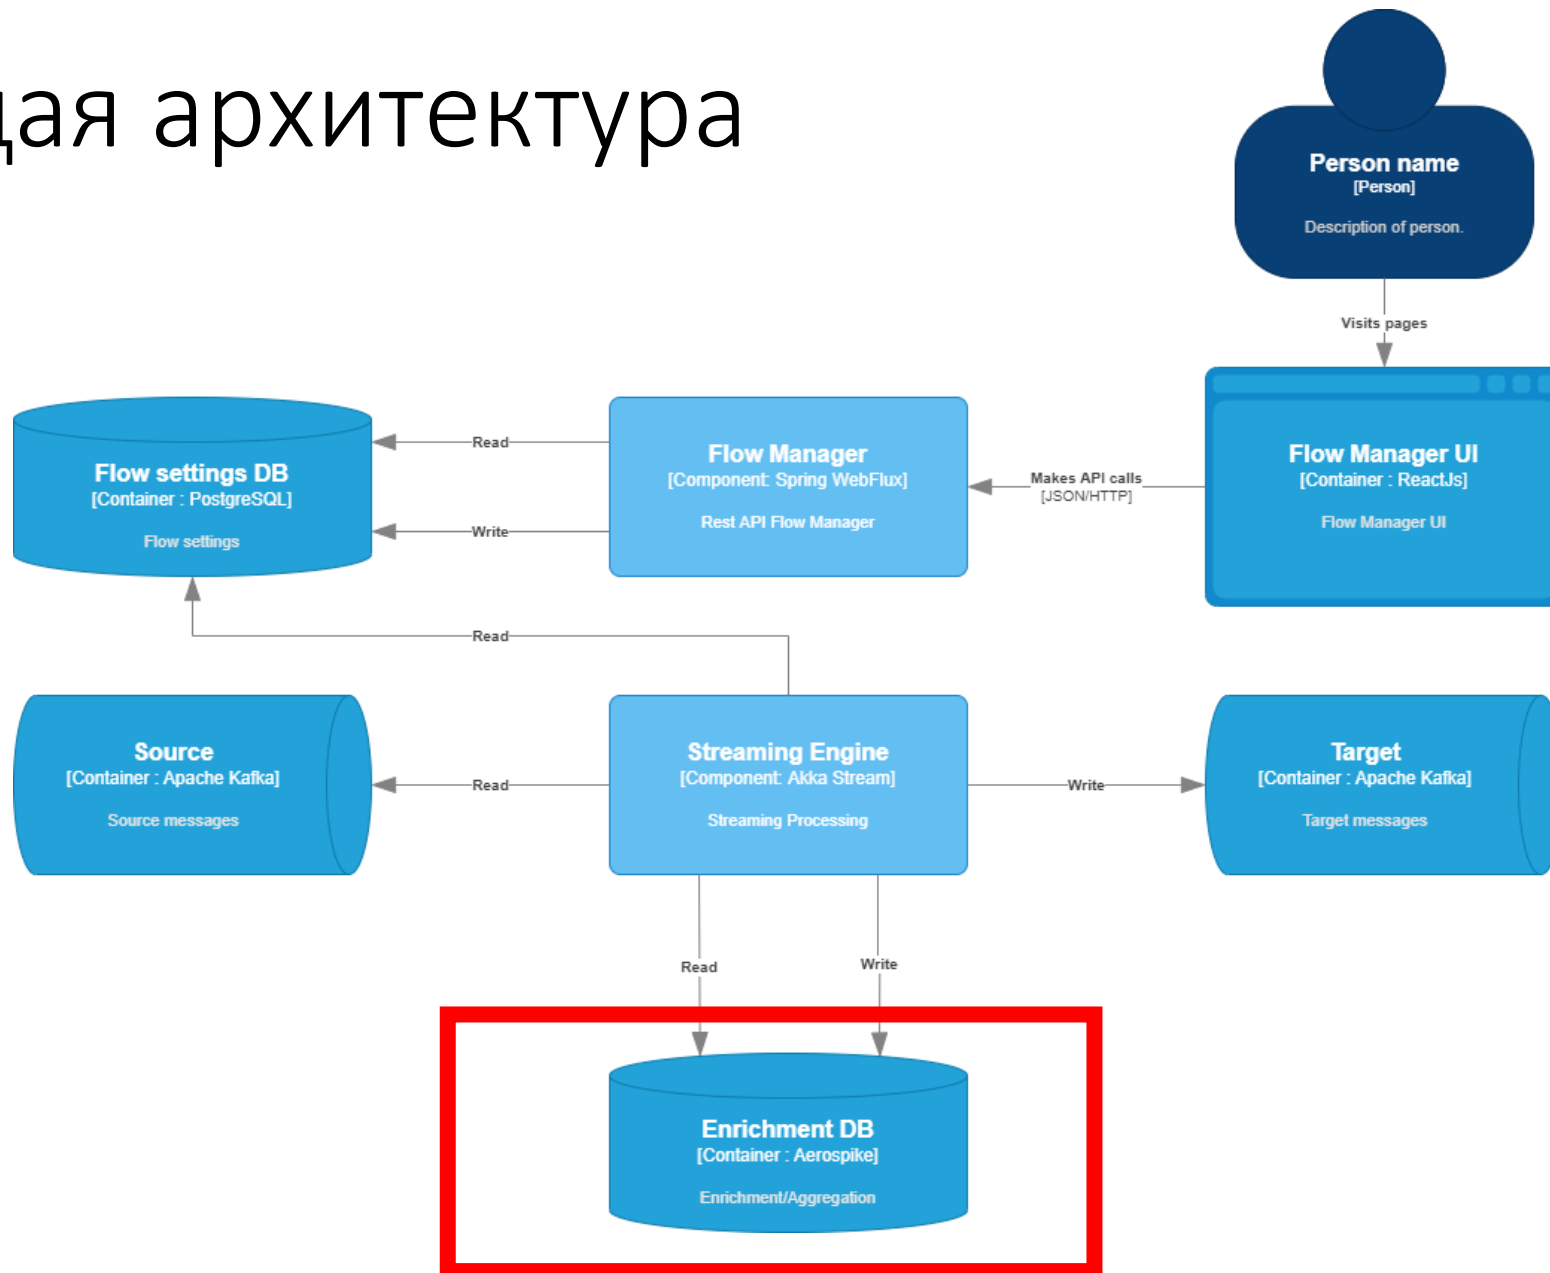 архитектура
Person name
[Person]
Description of person.
Visits pages
Flow settings DB
[Container : PostgreSQL]
Flow settings
Read
Write
Flow Manager
[Component: Spring WebFlux]
Rest API Flow Manager
Makes API calls
[JSON/HTTP]
Flow Manager UI
[Container : ReactJs]
Flow Manager UI
Read
Source
[Container : Apache Kafka]
Source messages
Read
Streaming Engine
[Component: Akka Stream]
Streaming Processing
Write
Target
[Container : Apache Kafka]
Target messages
Read
Write
Enrichment DB
[Container : Aerospike]
Enrichment/Aggregation